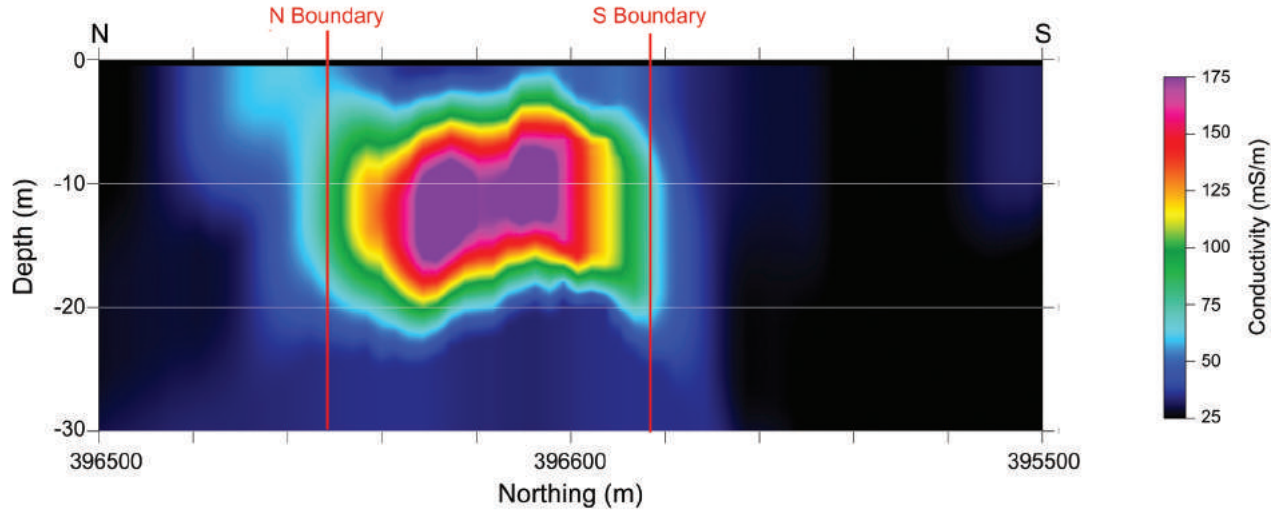 N Boundary
S Boundary
N
S
0
-10
-20
-30
Depth (m)
396500
396600
395500
Northing (m)
175
150
125
100
75
50
25
Conductivity (mS/m)